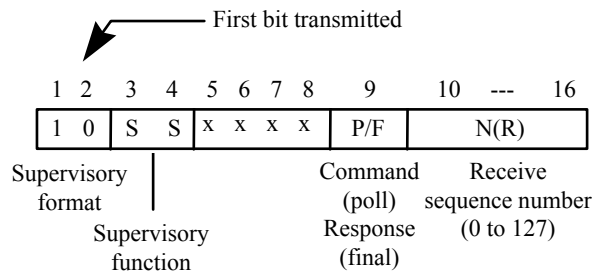 First bit transmitted
1 2 3 4 5 6 7 8 9 10 --- 16
1 0 S S x x x x P/F N(R)
Supervisory
format
Supervisory
function
Command
(poll)
Response
(final)
Receive
sequence number
(0 to 127)